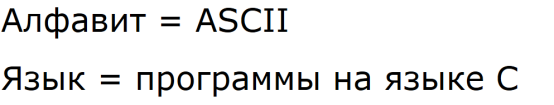 Алфавит = ASCII
Язык = программы на языке C